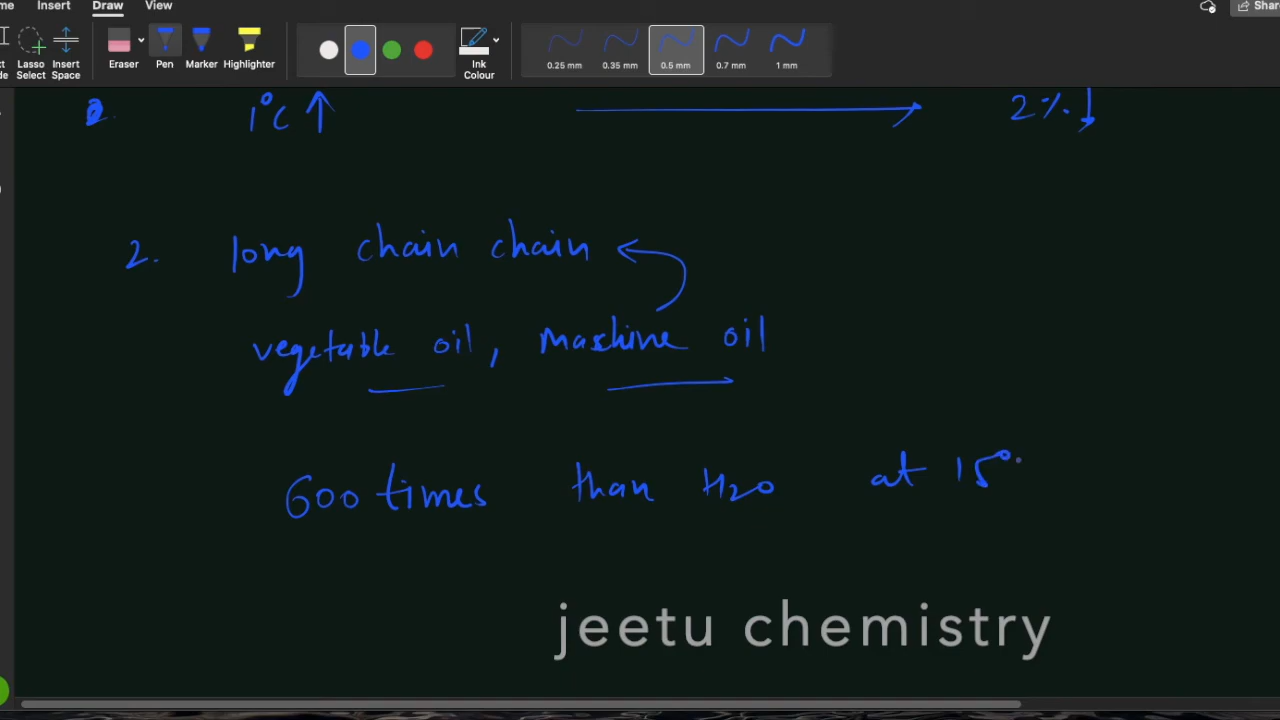 me Insert Draw View Share
Lasso Select Insert Space Eraser Pen Marker Highlighter Ink Colour 0.25 mm 0.35 mm 0.5 mm 0.7 mm 1 mm
1°C ↑ → 2%. ↓
2. long chain chain
vegetable oil, Mashine oil
600 times than H2O at 15°
jeetu chemistry